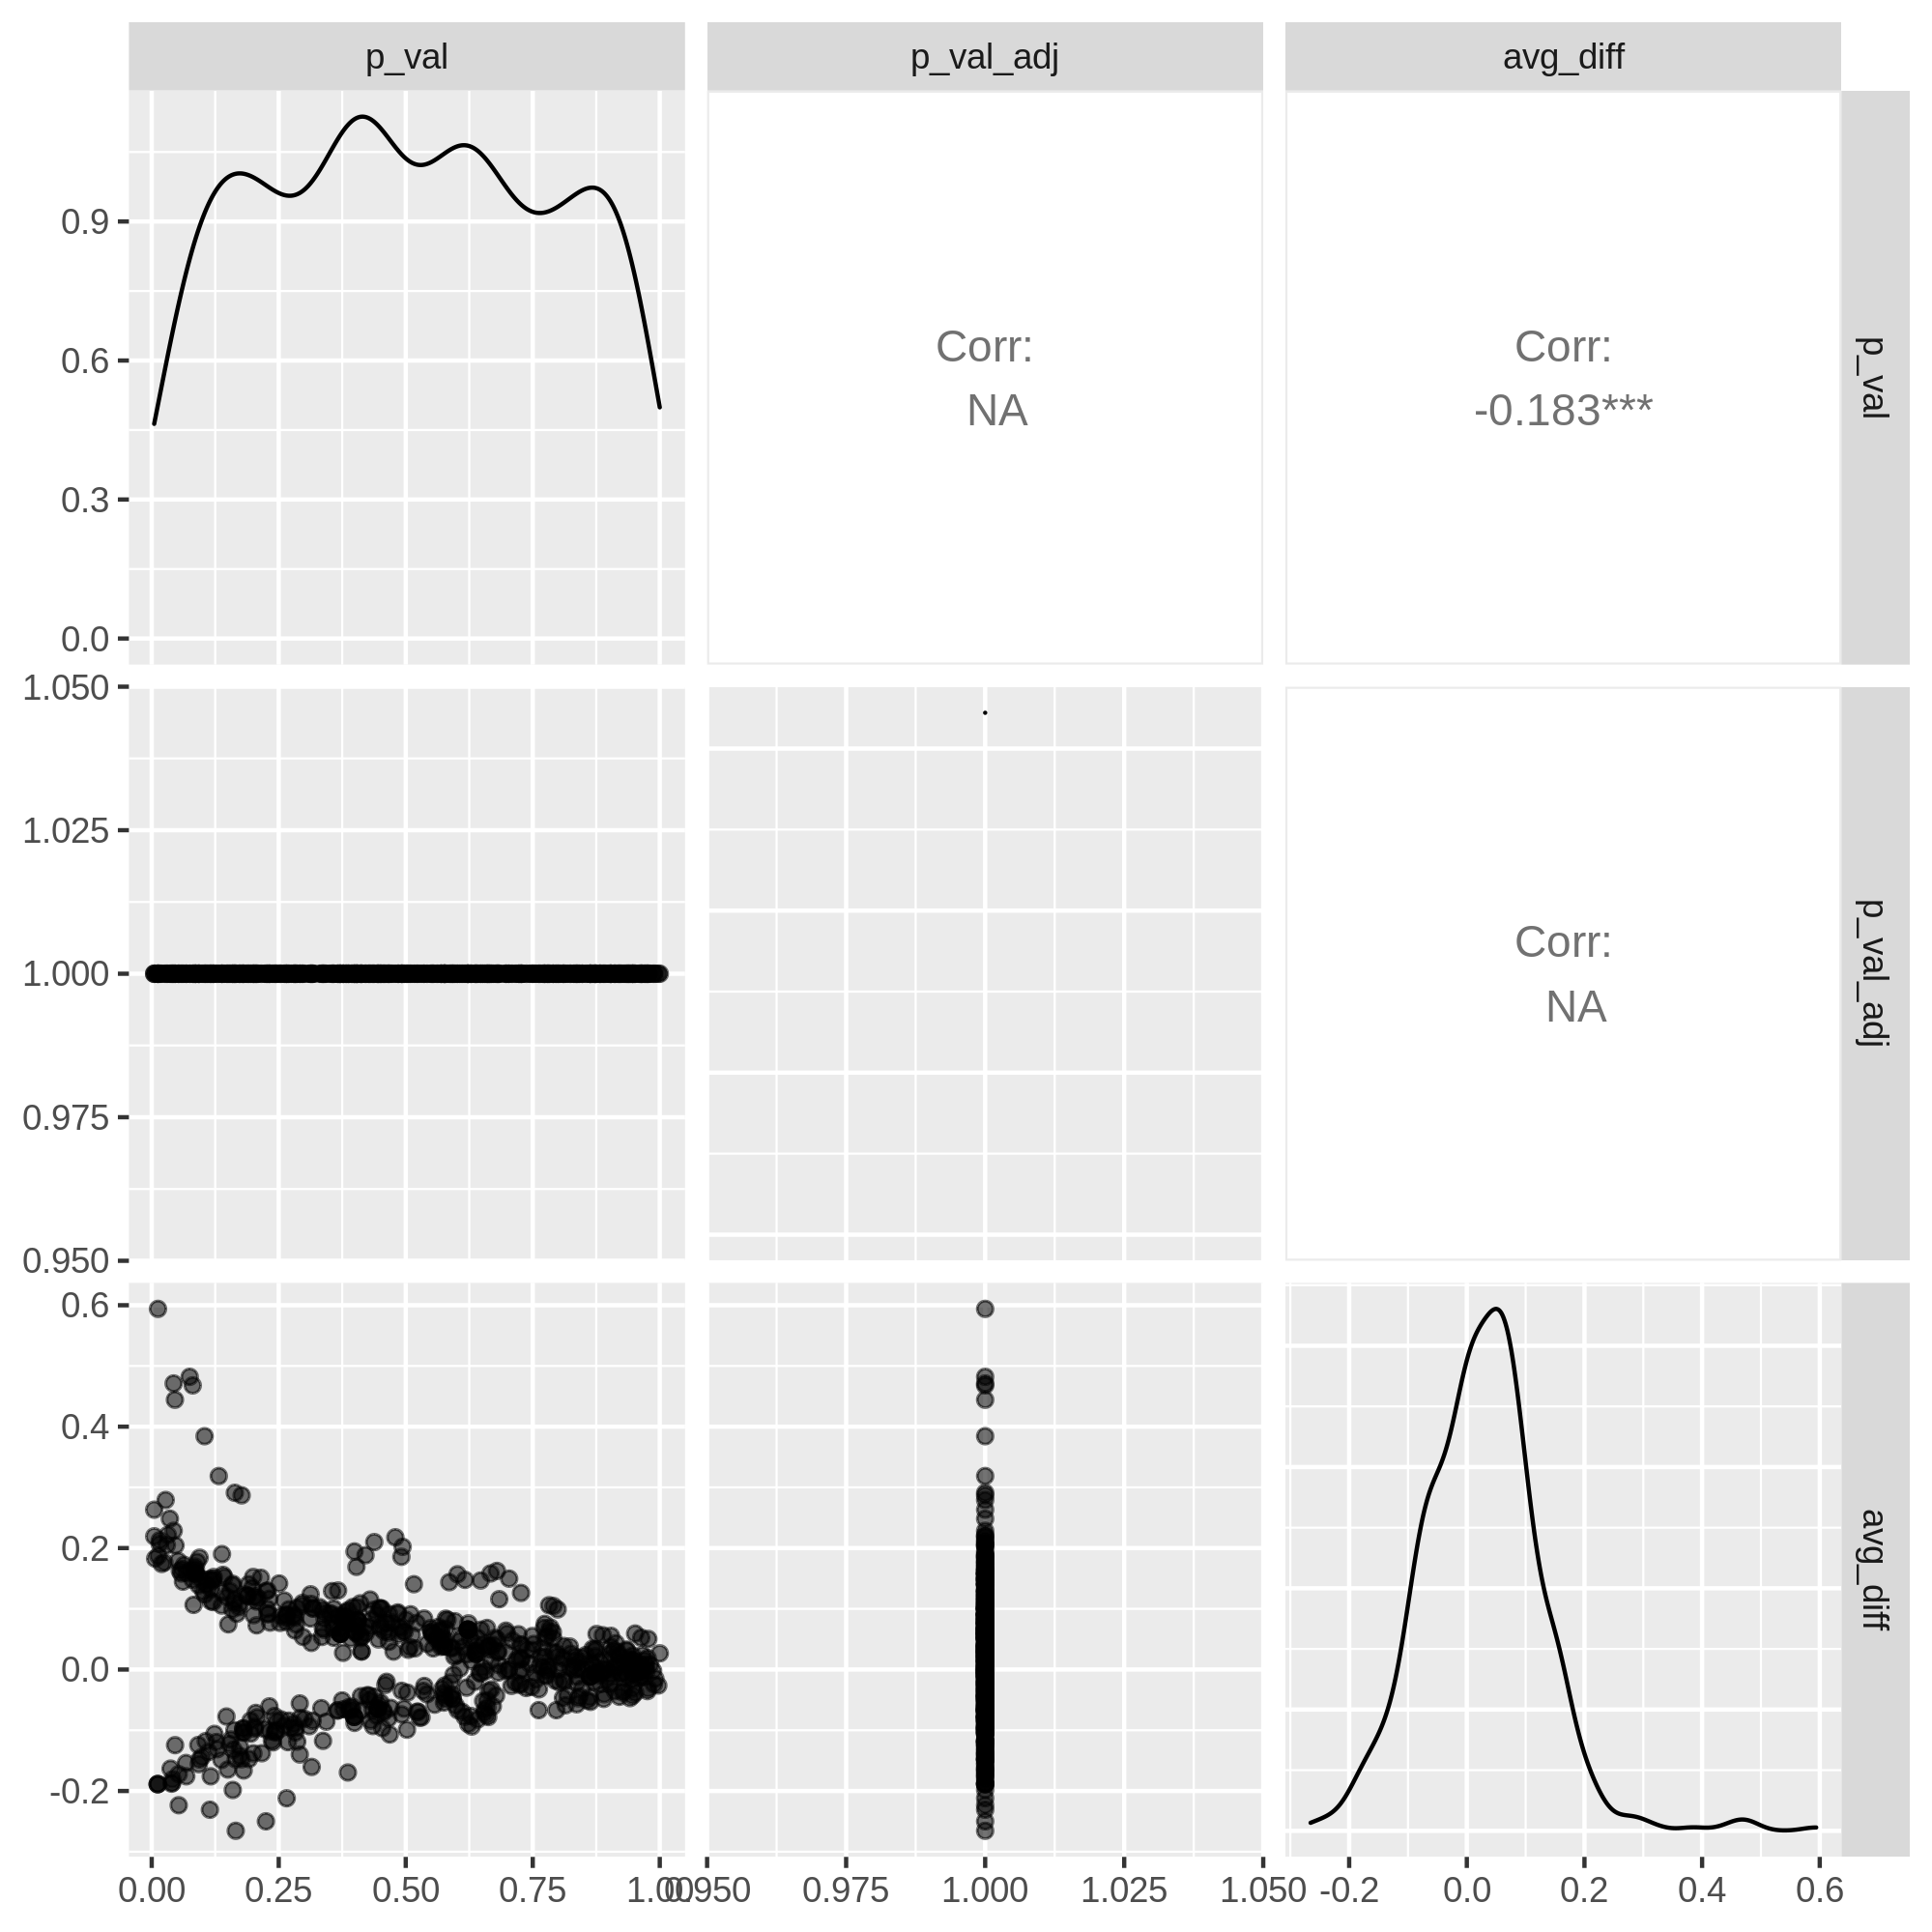 p_val
p_val_adj
avg_diff
0.9
0.6
0.3
0.0
Corr:
NA
Corr:
-0.183***
p_val
1.050
1.025
1.000
0.975
0.950
Corr:
NA
p_val_adj
0.6
0.4
0.2
0.0
-0.2
avg_diff
0.00 0.25 0.50 0.75 1.00
0.950 0.975 1.000 1.025 1.050
-0.2 0.0 0.2 0.4 0.6